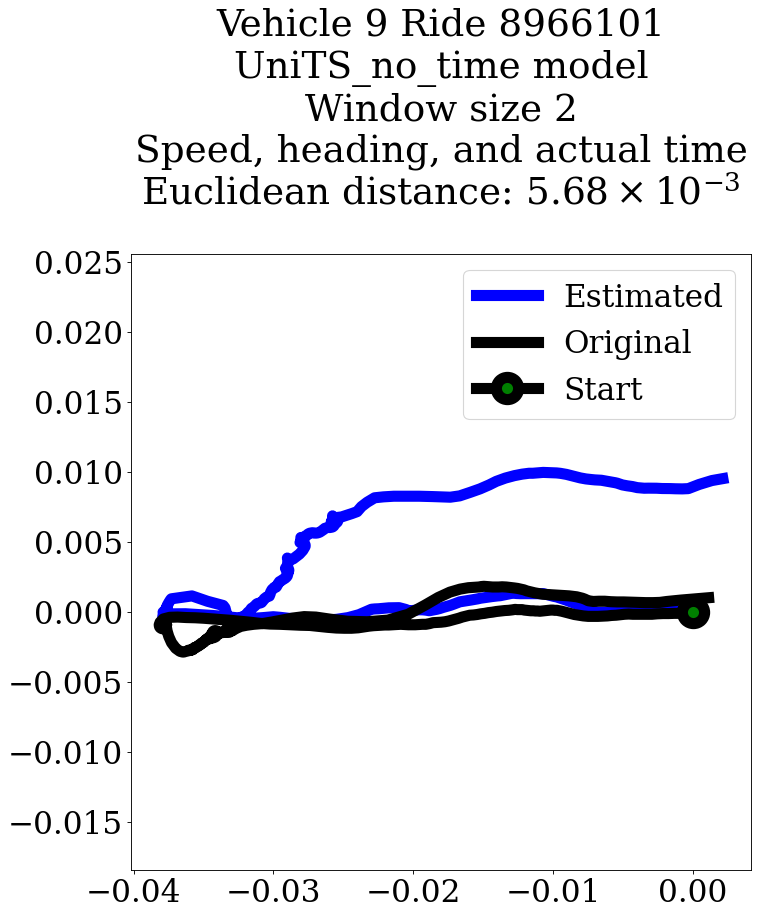 Vehicle 9 Ride 8966101
UniTS_no_time model
Window size 2
Speed, heading, and actual time
Euclidean distance: 5.68 × 10⁻³
Estimated
Original
Start
0.025
0.020
0.015
0.010
0.005
0.000
−0.005
−0.010
−0.015
−0.04 −0.03 −0.02 −0.01 0.00